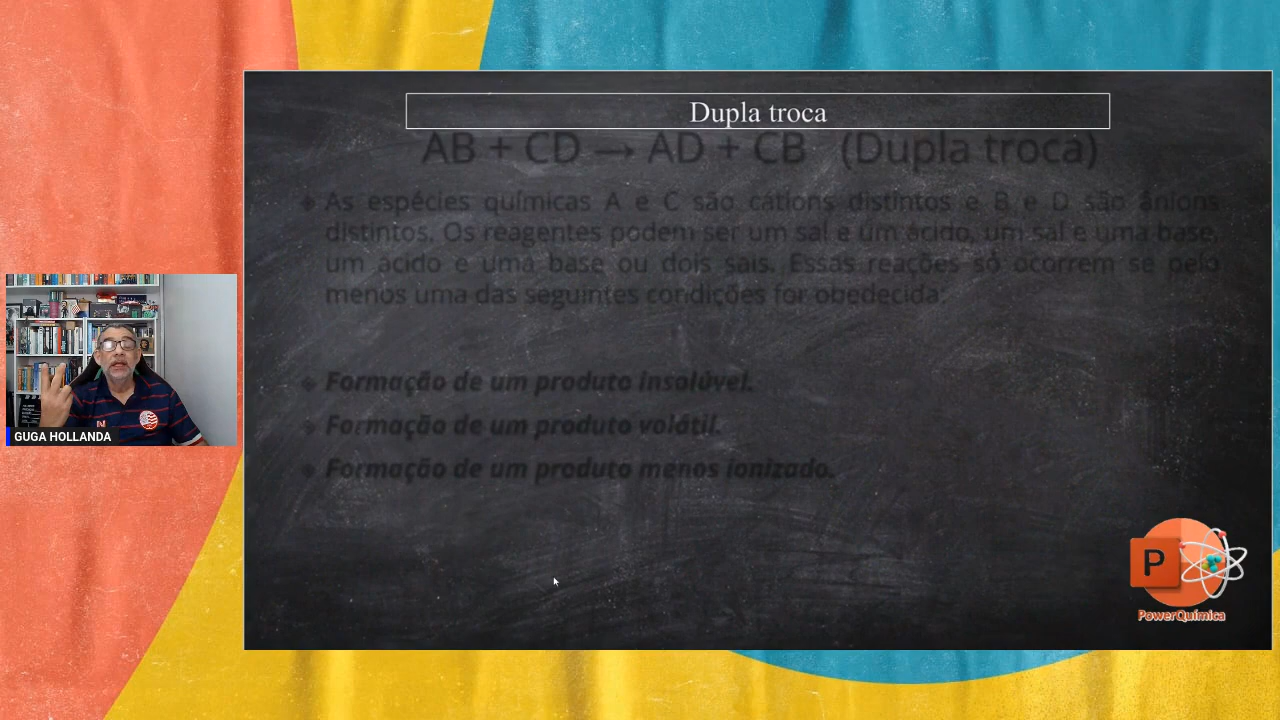 Dupla troca
AB + CD → AD + CB (Dupla troca)
As espécies químicas A e C são cátions distintos e B e D são ânions
distintos. Os reagentes podem ser um sal e um ácido, um sal e uma base,
um ácido e uma base ou dois sais. Essas reações só ocorrem se pelo
menos uma das seguintes condições for obedecida:
Formação de um produto insolúvel.
Formação de um produto volátil.
Formação de um produto menos ionizado.
GUGA HOLLANDA
P
PowerQuímica